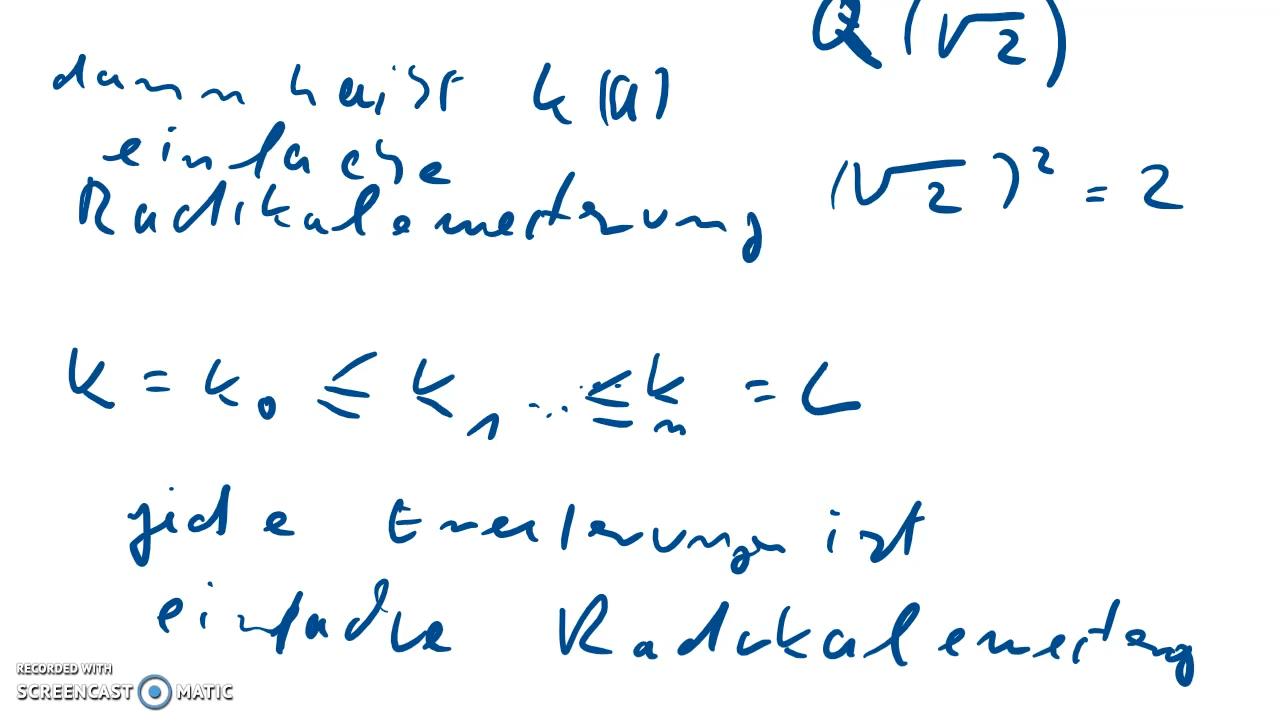 Q(√2)
dann heißt k(a)
einfache
Radikalerweiterung
(√2)² = 2
K = K₀ ≤ K₁ ... ≤ Kₙ = L
jede Erweiterungen ist
einfache Radikalerweiterung
RECORDED WITH
SCREENCAST MATIC